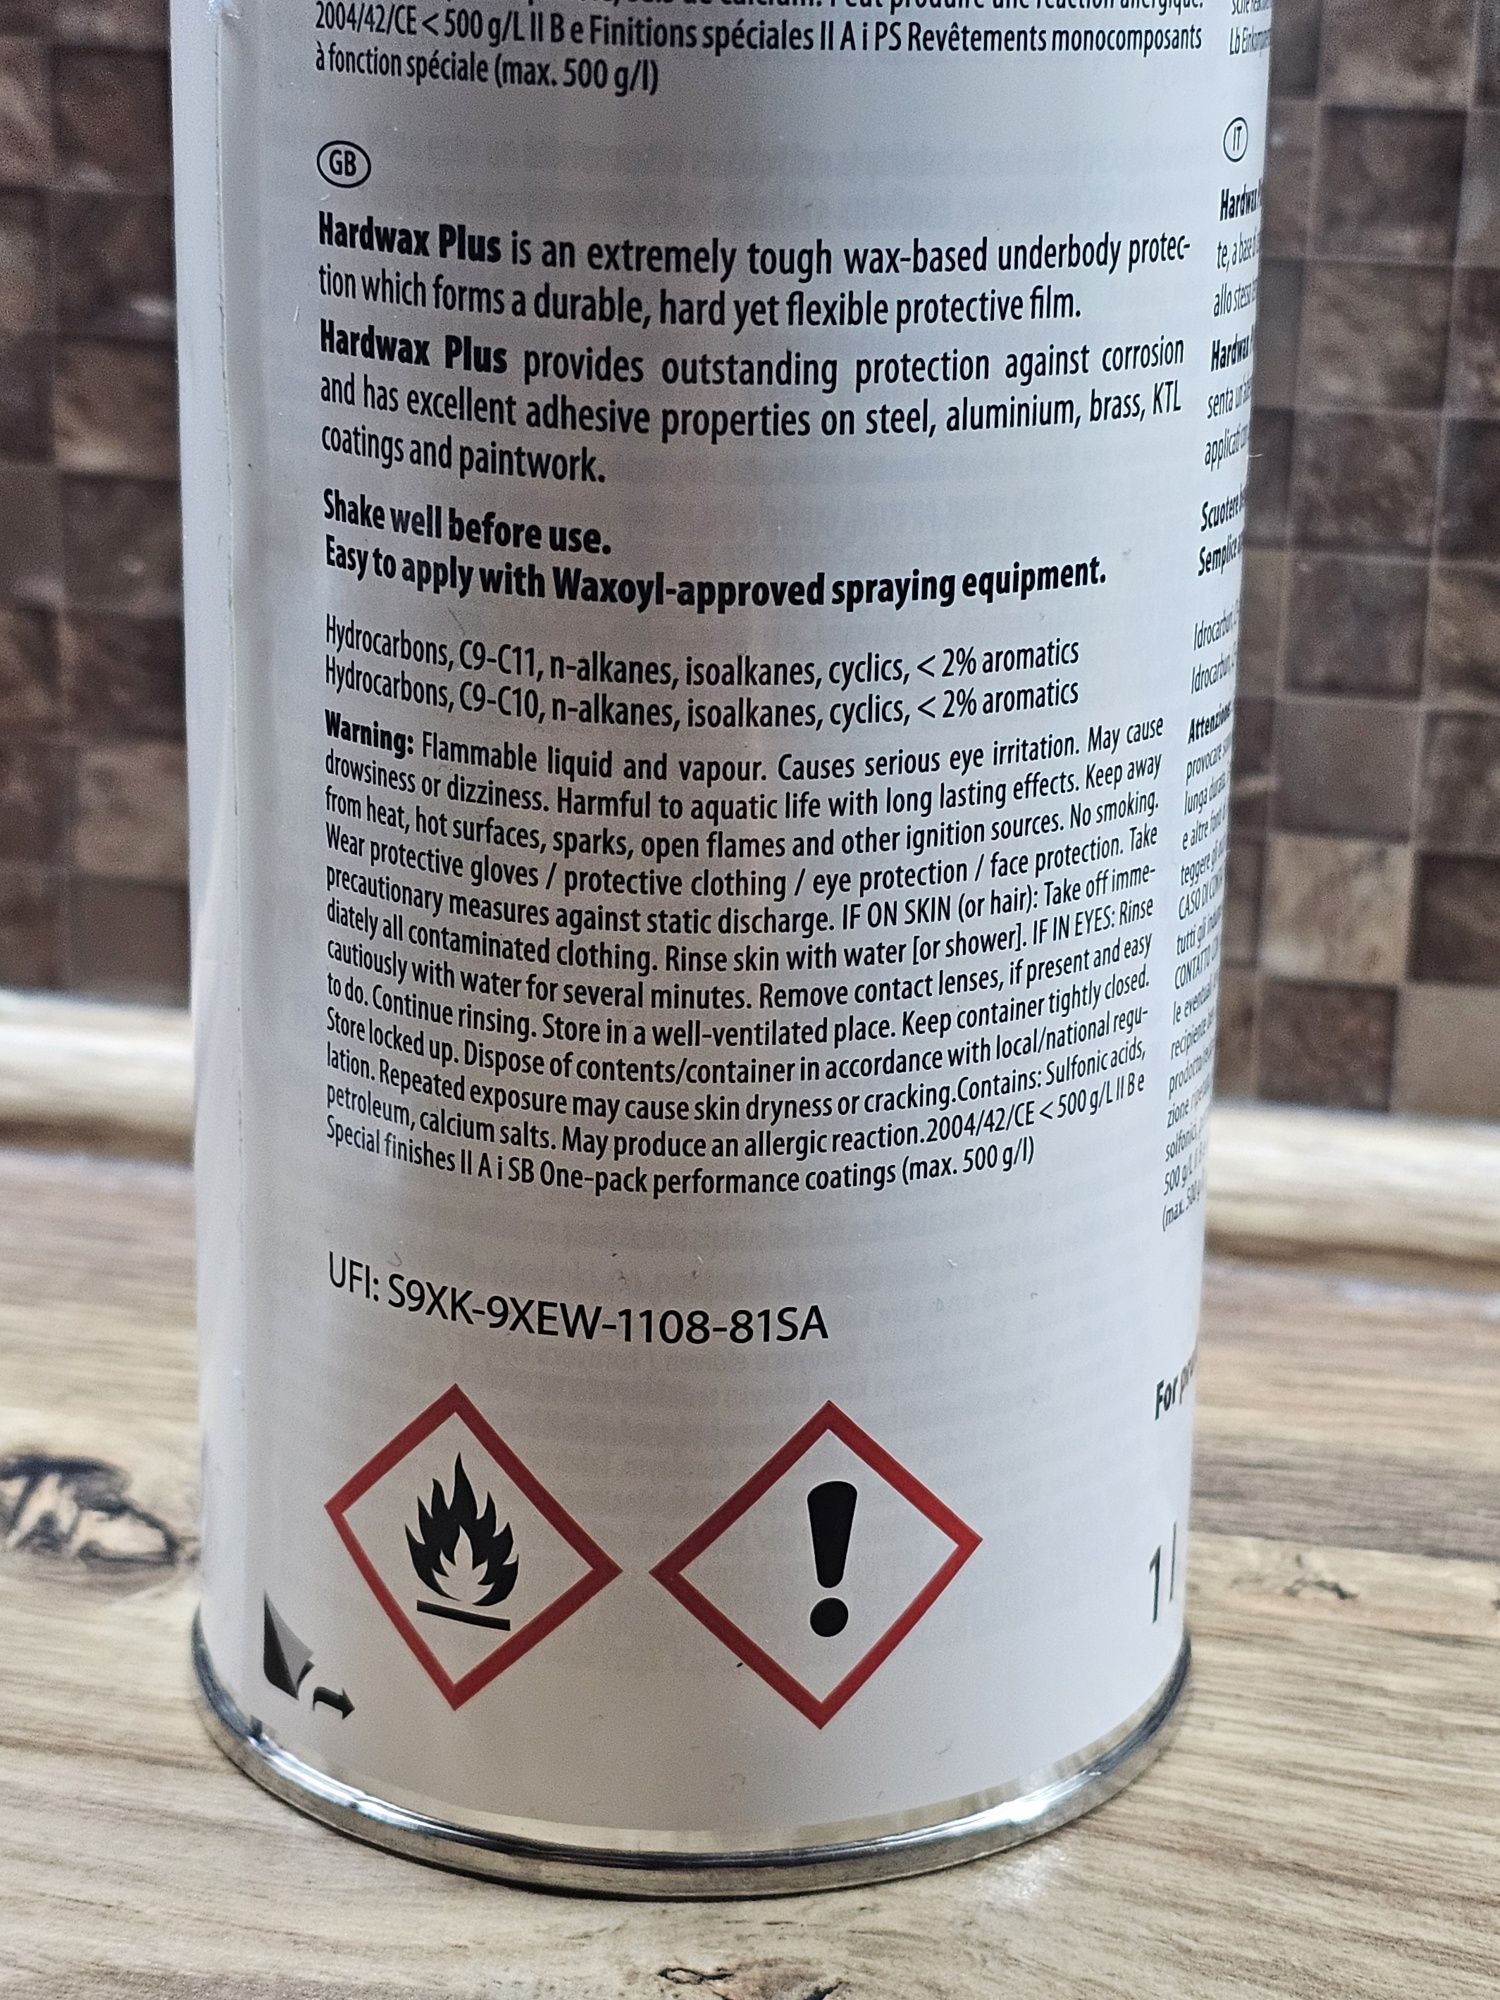 2004/42/CE < 500 g/L II B e Finitions spéciales II A i PS Revêtements monocomposants
à fonction spéciale (max. 500 g/l)
GB
Hardwax Plus is an extremely tough wax-based underbody protec-
tion which forms a durable, hard yet flexible protective film.
Hardwax Plus provides outstanding protection against corrosion
and has excellent adhesive properties on steel, aluminium, brass, KTL
coatings and paintwork.
Shake well before use.
Easy to apply with Waxoyl-approved spraying equipment.
Hydrocarbons, C9-C11, n-alkanes, isoalkanes, cyclics, < 2% aromatics
Hydrocarbons, C9-C10, n-alkanes, isoalkanes, cyclics, < 2% aromatics
Warning: Flammable liquid and vapour. Causes serious eye irritation. May cause
drowsiness or dizziness. Harmful to aquatic life with long lasting effects. Keep away
from heat, hot surfaces, sparks, open flames and other ignition sources. No smoking.
Wear protective gloves / protective clothing / eye protection / face protection. Take
precautionary measures against static discharge. IF ON SKIN (or hair): Take off imme-
diately all contaminated clothing. Rinse skin with water [or shower]. IF IN EYES: Rinse
cautiously with water for several minutes. Remove contact lenses, if present and easy
to do. Continue rinsing. Store in a well-ventilated place. Keep container tightly closed.
Store locked up. Dispose of contents/container in accordance with local/national regu-
lation. Repeated exposure may cause skin dryness or cracking.Contains: Sulfonic acids,
petroleum, calcium salts. May produce an allergic reaction.2004/42/CE < 500 g/L II B e
Special finishes II A i SB One-pack performance coatings (max. 500 g/l)
UFI: S9XK-9XEW-1108-81SA
IT
Hardwax
te, a
allo
Hardwax
senta
Scuotere
Semplice
CONTATTO
recipiente
500 g/L
(max.
For
1 l